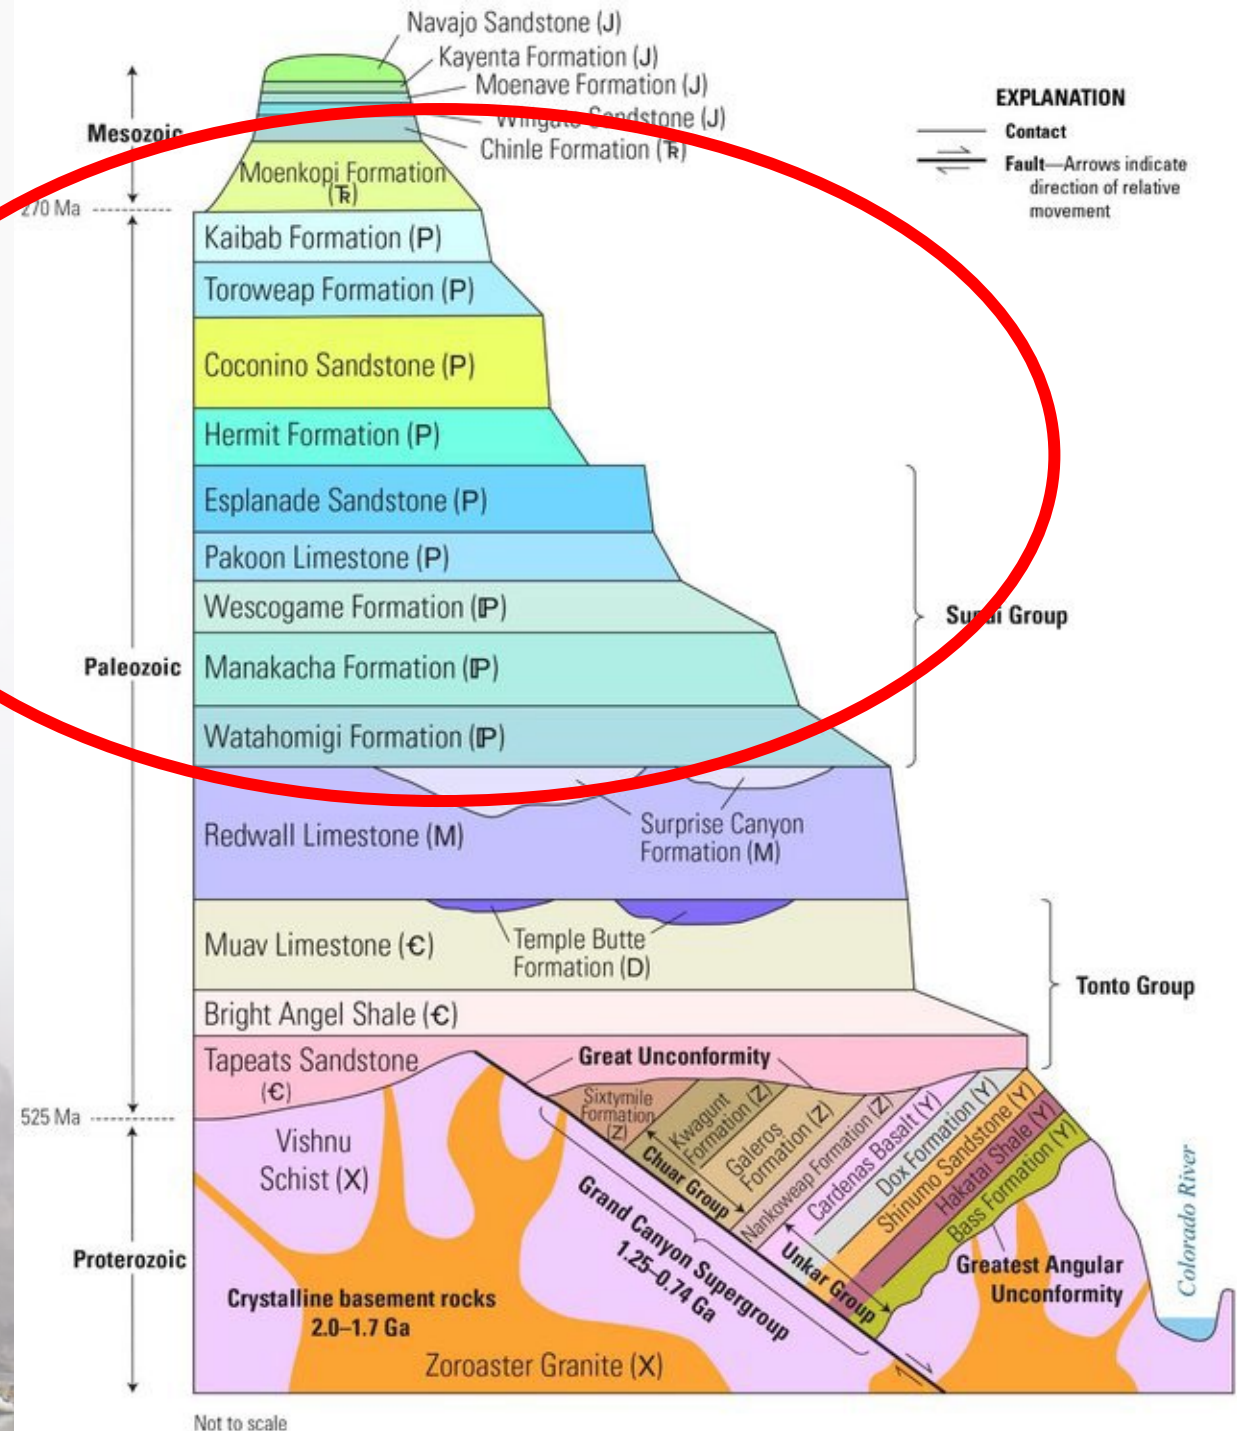 Navajo Sandstone (J)
Kayenta Formation (J)
Moenave Formation (J)
Wingate Sandstone (J)
Chinle Formation (T̅R)
EXPLANATION
Contact
Fault—Arrows indicate
direction of relative
movement
Mesozoic
Moenkopi Formation
(T̅R)
270 Ma
Kaibab Formation (P)
Toroweap Formation (P)
Coconino Sandstone (P)
Hermit Formation (P)
Esplanade Sandstone (P)
Pakoon Limestone (P)
Wescogame Formation (ℙ)
Supai Group
Paleozoic
Manakacha Formation (ℙ)
Watahomigi Formation (ℙ)
Redwall Limestone (M)
Surprise Canyon
Formation (M)
Muav Limestone (Є)
Temple Butte
Formation (D)
Tonto Group
Bright Angel Shale (Є)
Tapeats Sandstone
(Є)
Great Unconformity
525 Ma
Sixtymile
Formation
(Z)
Kwagunt
Formation (Z)
Galeros
Formation (Z)
Chuar Group
Nankoweap Formation (Z)
Cardenas Basalt (Y)
Dox Formation (Y)
Shinumo Sandstone (Y)
Hakatai Shale (Y)
Bass Formation (Y)
Unkar Group
Vishnu
Schist (X)
Grand Canyon Supergroup
1.25–0.74 Ga
Proterozoic
Greatest Angular
Unconformity
Colorado River
Crystalline basement rocks
2.0–1.7 Ga
Zoroaster Granite (X)
Not to scale